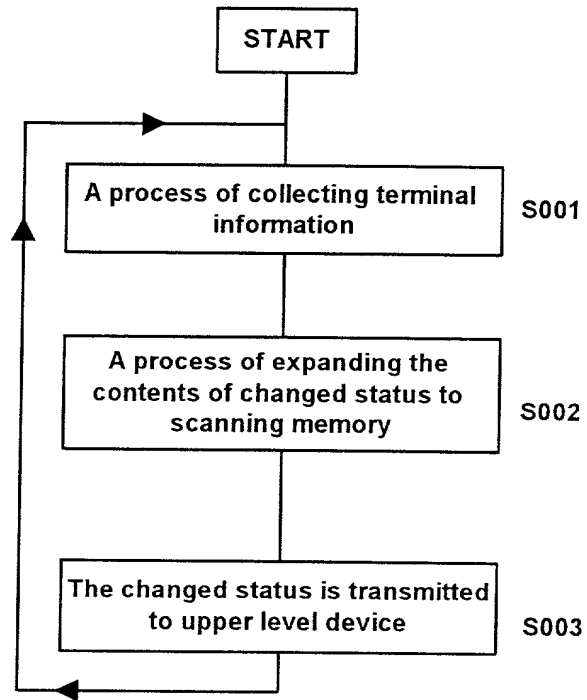 START
A process of collecting terminal
information
S001
A process of expanding the
contents of changed status to
scanning memory
S002
The changed status is transmitted
to upper level device
S003